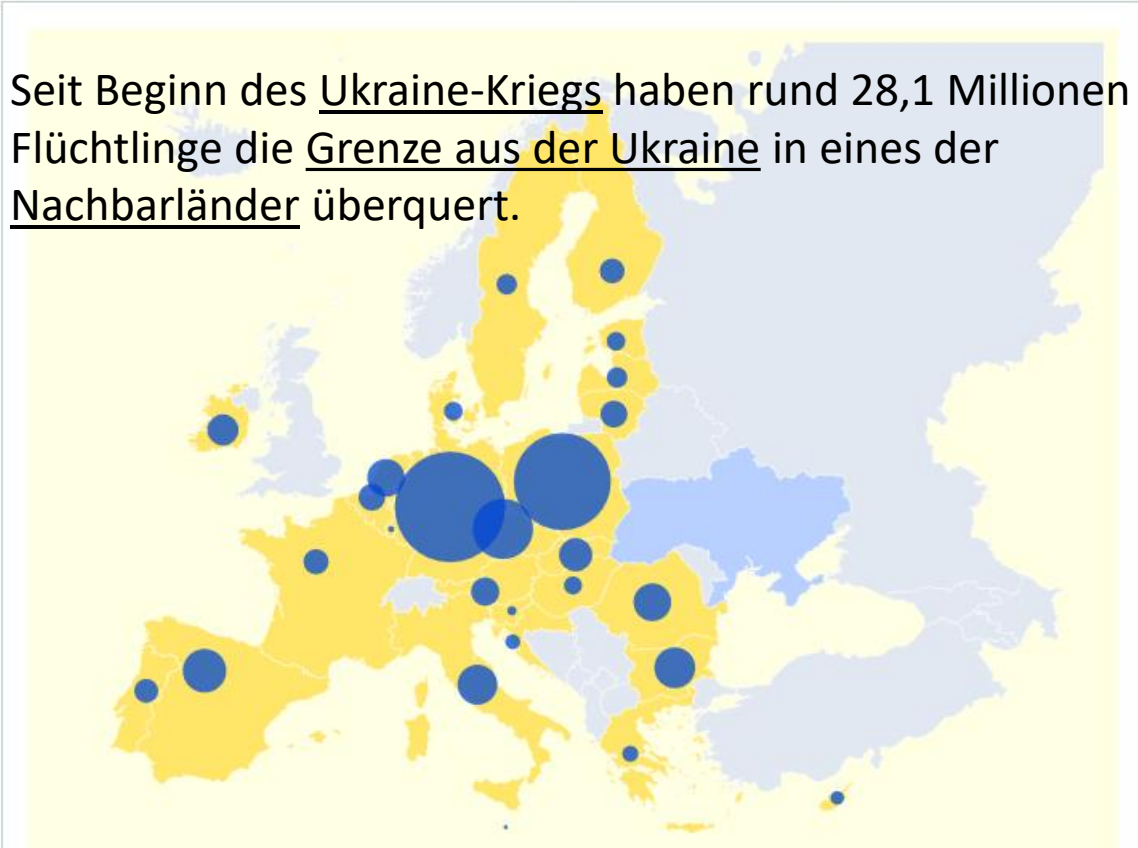 Seit Beginn des Ukraine-Kriegs haben rund 28,1 Millionen
Flüchtlinge die Grenze aus der Ukraine in eines der
Nachbarländer überquert.